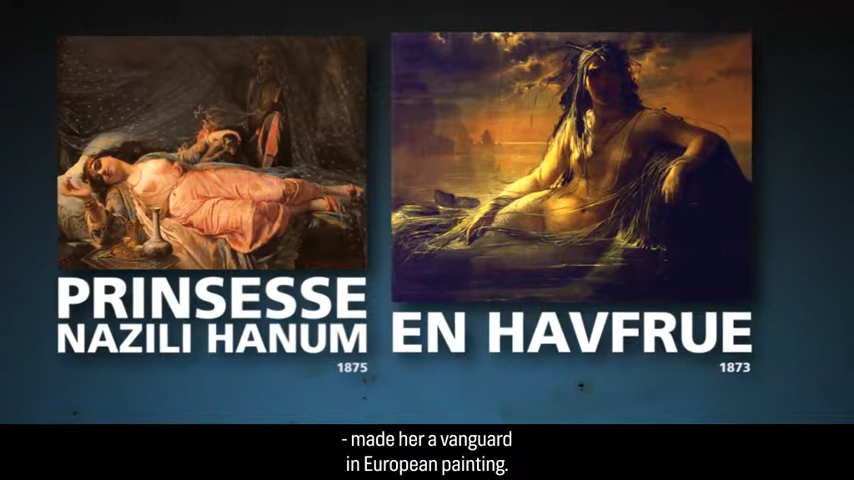 PRINSESSE
NAZILI HANUM
1875
EN HAVFRUE
1873
- made her a vanguard
in European painting.